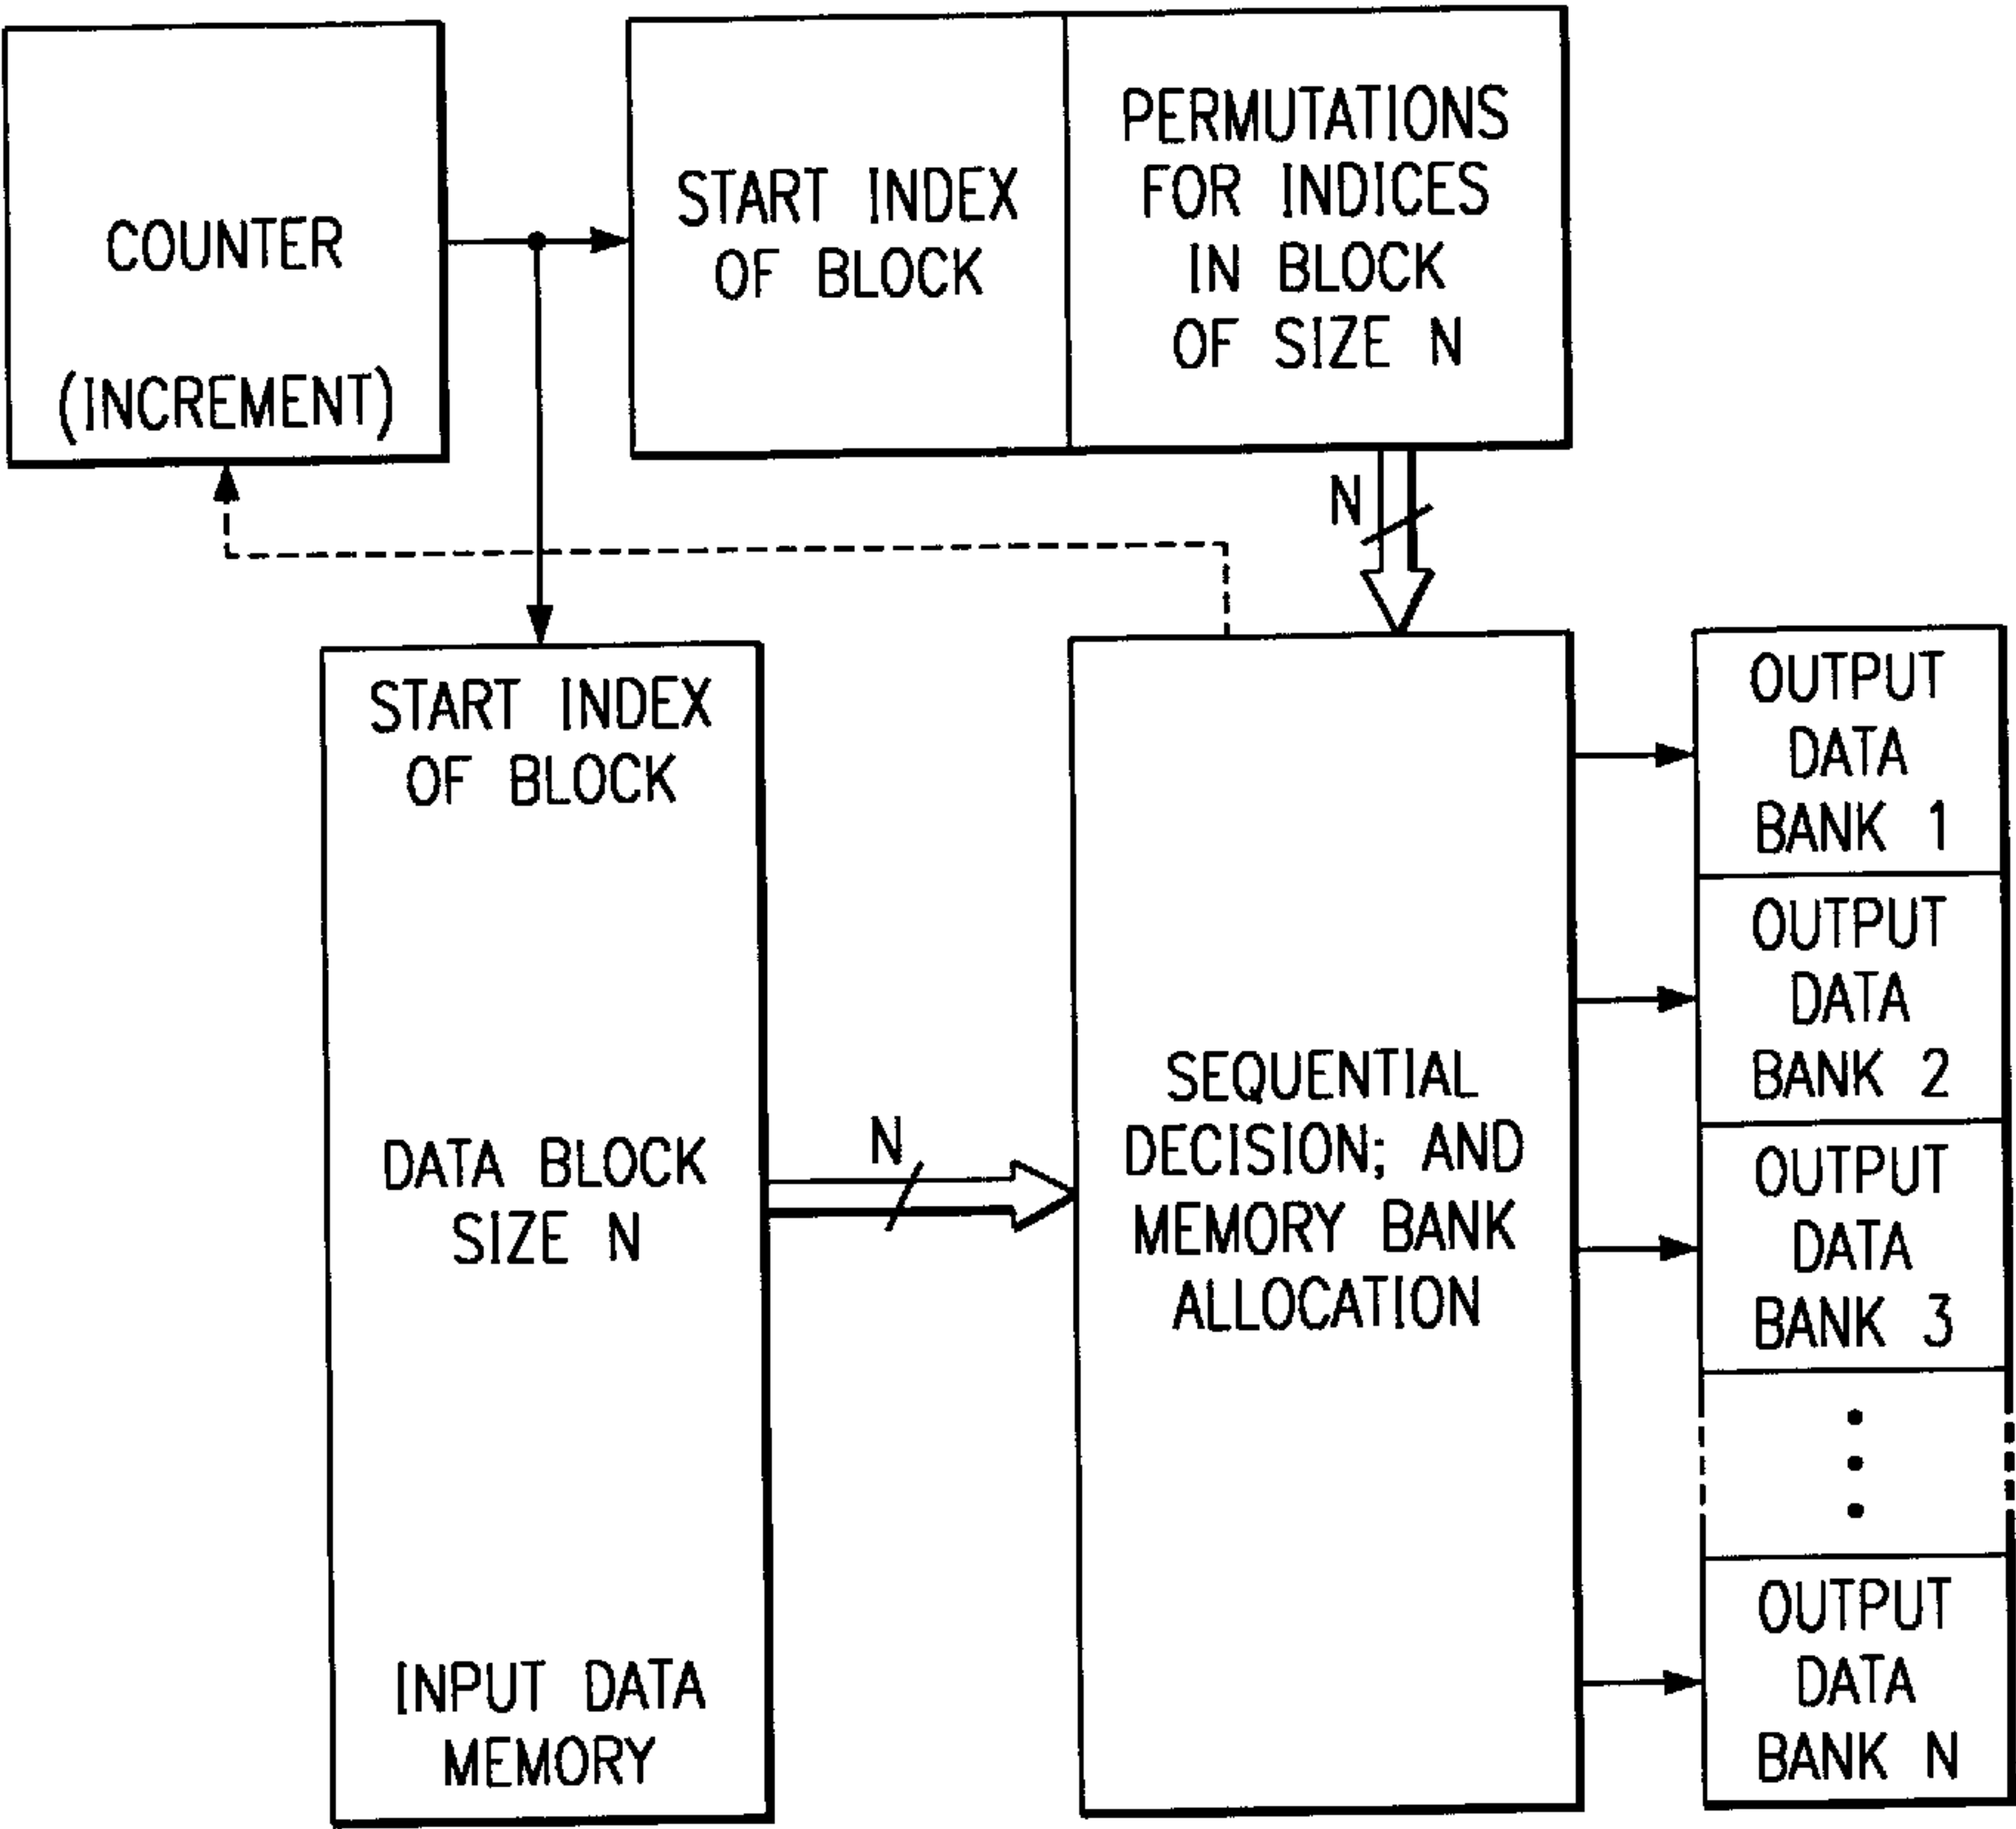 COUNTER
(INCREMENT)
START INDEX
OF BLOCK
PERMUTATIONS
FOR INDICES
IN BLOCK
OF SIZE N
N
START INDEX
OF BLOCK
DATA BLOCK
SIZE N
INPUT DATA
MEMORY
N
SEQUENTIAL
DECISION; AND
MEMORY BANK
ALLOCATION
OUTPUT
DATA
BANK 1
OUTPUT
DATA
BANK 2
OUTPUT
DATA
BANK 3
OUTPUT
DATA
BANK N